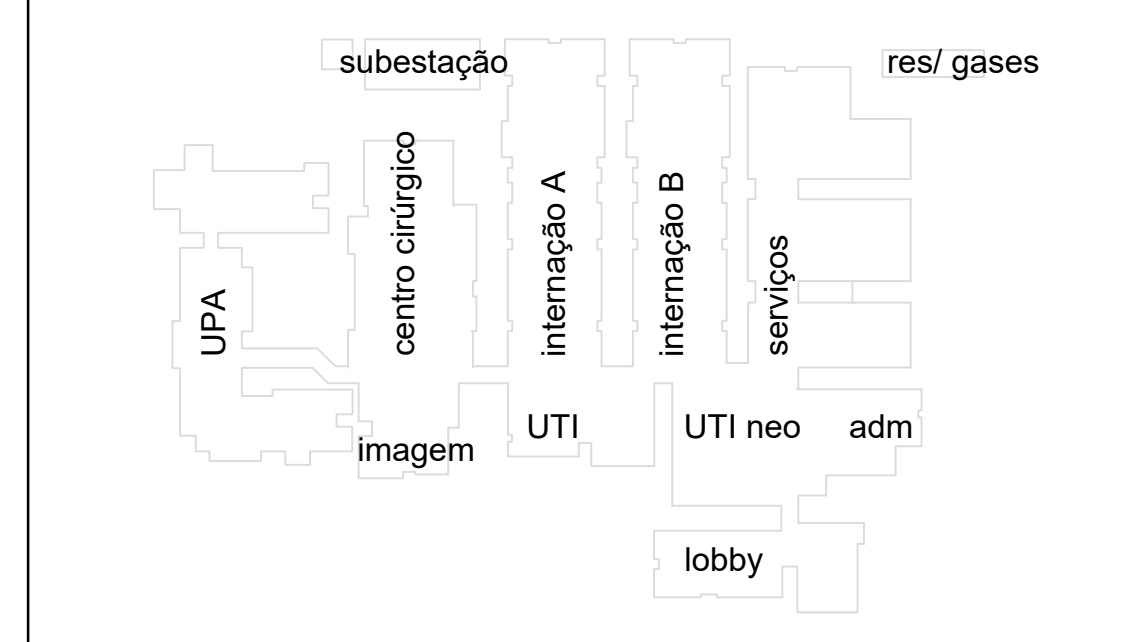 subestação
res/ gases
centro cirúrgico
internação A
internação B
serviços
UPA
UTI
UTI neo
adm
imagem
lobby